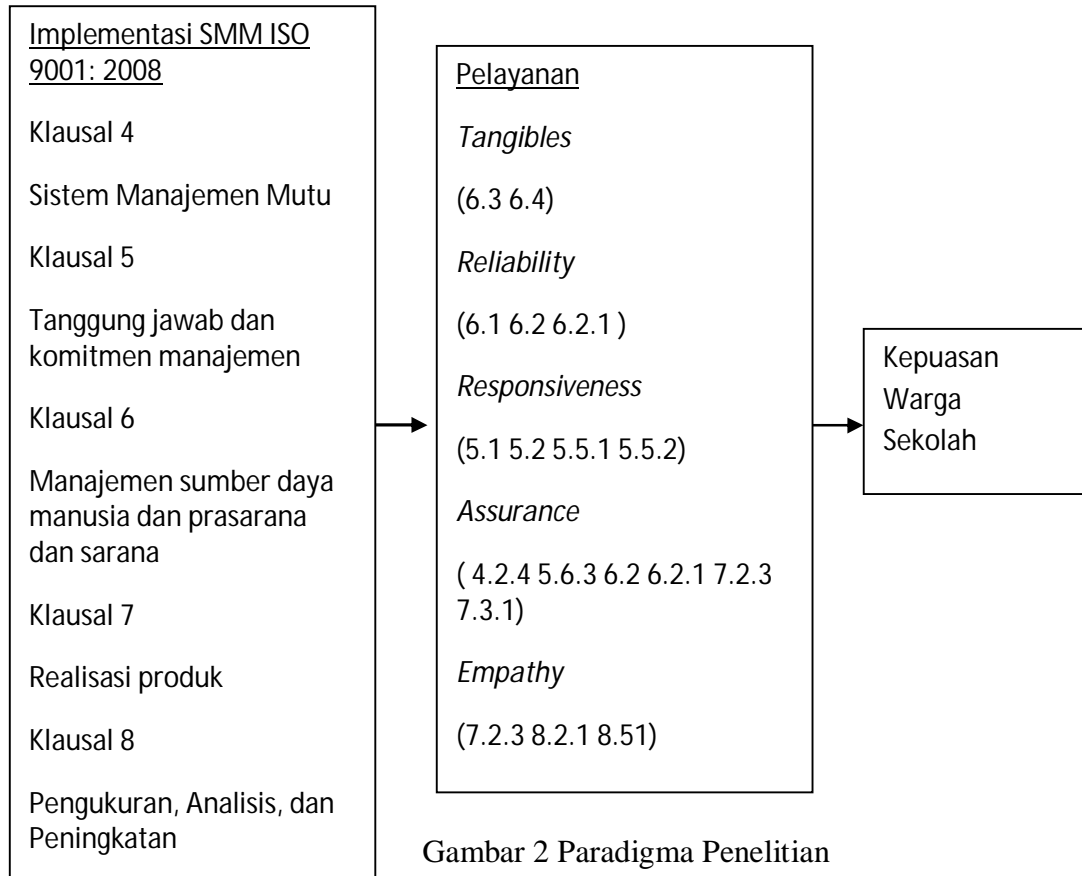 Implementasi SMM ISO
9001: 2008
Klausal 4
Sistem Manajemen Mutu
Klausal 5
Tanggung jawab dan
komitmen manajemen
Klausal 6
Manajemen sumber daya
manusia dan prasarana
dan sarana
Klausal 7
Realisasi produk
Klausal 8
Pengukuran, Analisis, dan
Peningkatan
Pelayanan
Tangibles
(6.3 6.4)
Reliability
(6.1 6.2 6.2.1 )
Responsiveness
(5.1 5.2 5.5.1 5.5.2)
Assurance
( 4.2.4 5.6.3 6.2 6.2.1 7.2.3
7.3.1)
Empathy
(7.2.3 8.2.1 8.51)
Kepuasan
Warga
Sekolah
Gambar 2 Paradigma Penelitian